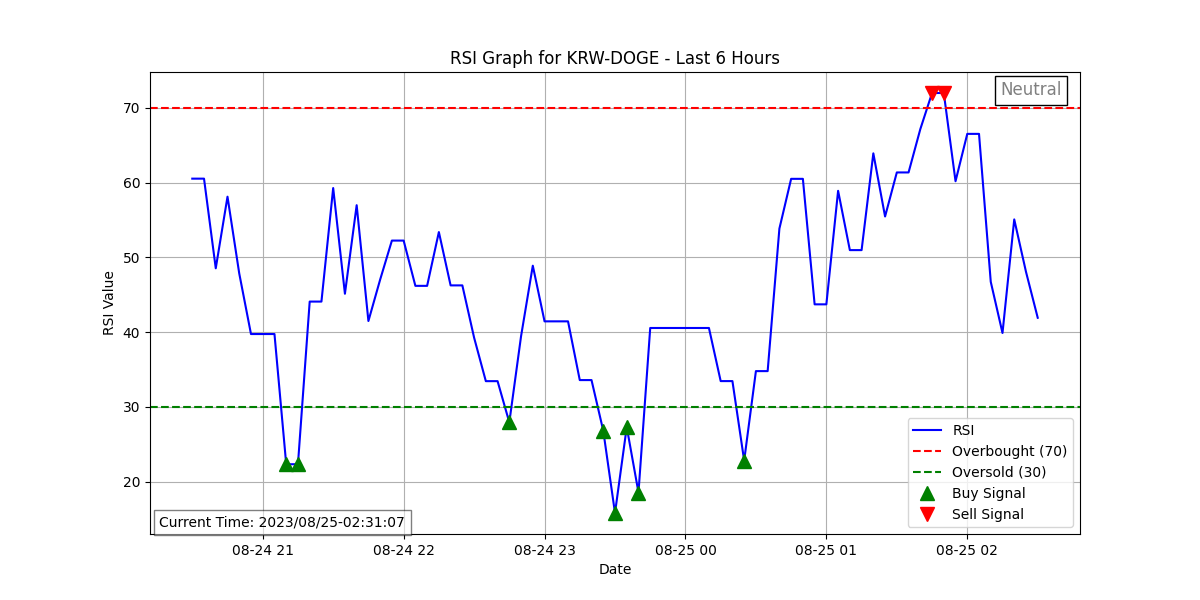 RSI Graph for KRW-DOGE - Last 6 Hours
Neutral
70
60
50
40
30
20
RSI Value
RSI
Overbought (70)
Oversold (30)
Buy Signal
Sell Signal
Current Time: 2023/08/25-02:31:07
08-24 21
08-24 22
08-24 23
08-25 00
08-25 01
08-25 02
Date